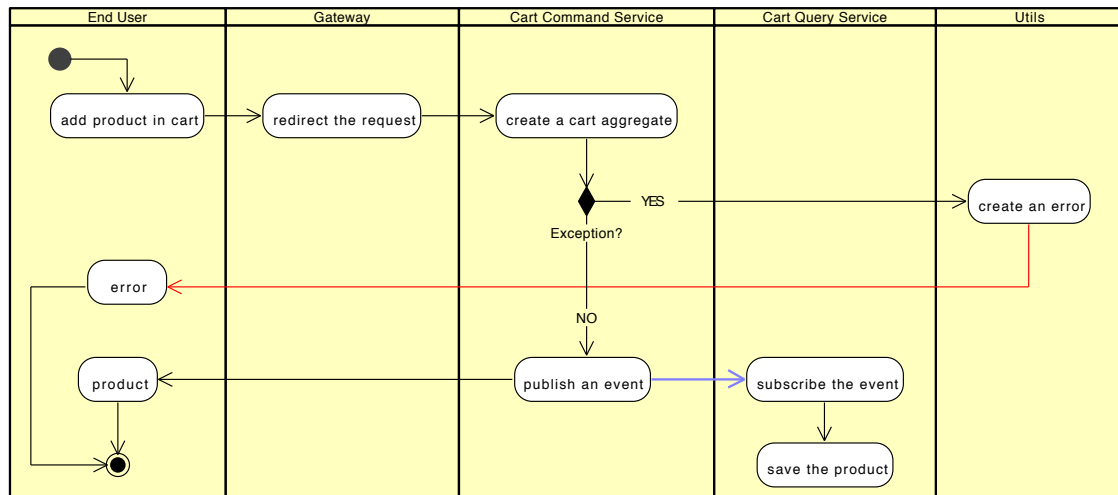 End User
Gateway
Cart Command Service
Cart Query Service
Utils
add product in cart
redirect the request
create a cart aggregate
YES
create an error
Exception?
error
NO
product
publish an event
subscribe the event
save the product